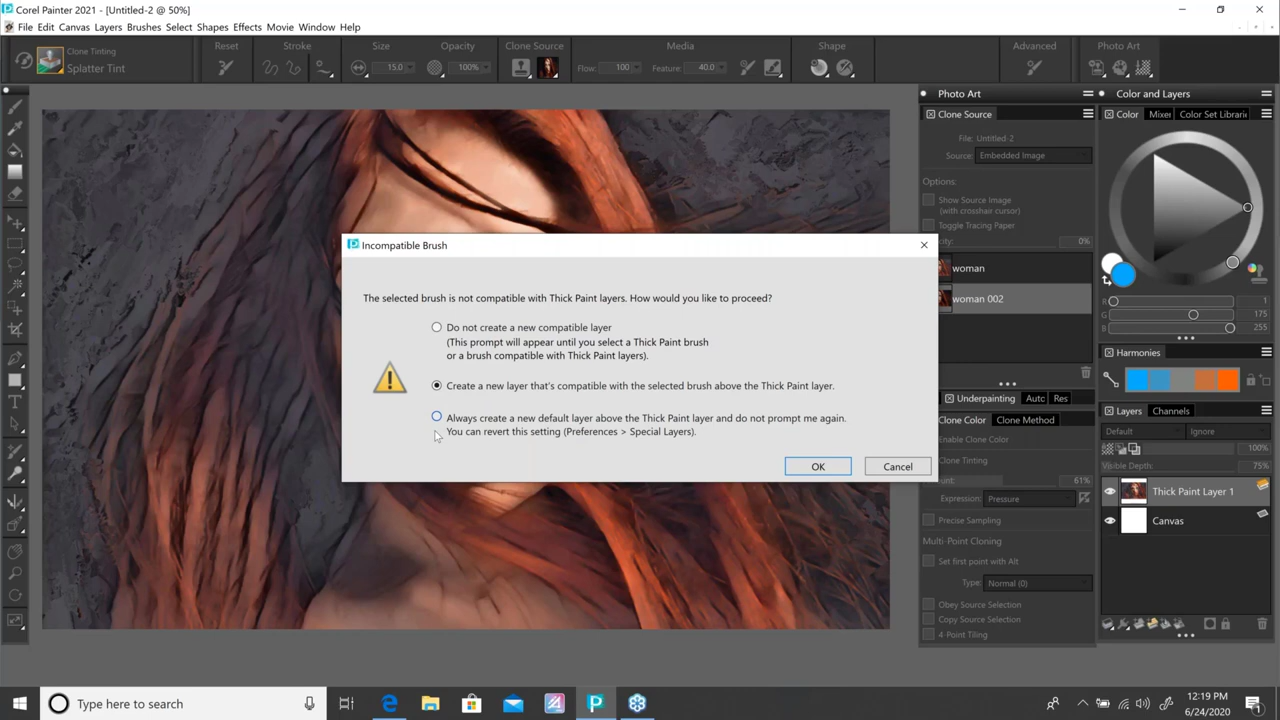 Corel Painter 2021 - [Untitled-2 @ 50%]
File Edit Canvas Layers Brushes Select Shapes Effects Movie Window Help
Clone Tinting
Splatter Tint
Reset
Stroke
Size
15.0
Opacity
100%
Clone Source
Media
Flow: 100
Feature: 40.0
Shape
Advanced
Photo Art
Photo Art
Clone Source
File: Untitled-2
Source: Embedded Image
Options:
Show Source Image
(with crosshair cursor)
Toggle Tracing Paper
city: 0%
woman
woman 002
Underpainting Auto Res
Clone Color Clone Method
Enable Clone Color
Clone Tinting
unt: 61%
Expression: Pressure
Precise Sampling
Multi-Point Cloning
Set first point with Alt
Type: Normal (0)
Obey Source Selection
Copy Source Selection
4-Point Tiling
Color and Layers
Color Mixer Color Set Librari
R 1
G 175
B 255
Harmonies
Layers Channels
Default Ignore
100%
Visible Depth: 75%
Thick Paint Layer 1
Canvas
Incompatible Brush
The selected brush is not compatible with Thick Paint layers. How would you like to proceed?
Do not create a new compatible layer
(This prompt will appear until you select a Thick Paint brush
or a brush compatible with Thick Paint layers).
Create a new layer that's compatible with the selected brush above the Thick Paint layer.
Always create a new default layer above the Thick Paint layer and do not prompt me again.
You can revert this setting (Preferences > Special Layers).
OK
Cancel
Type here to search
12:19 PM
6/24/2020
1